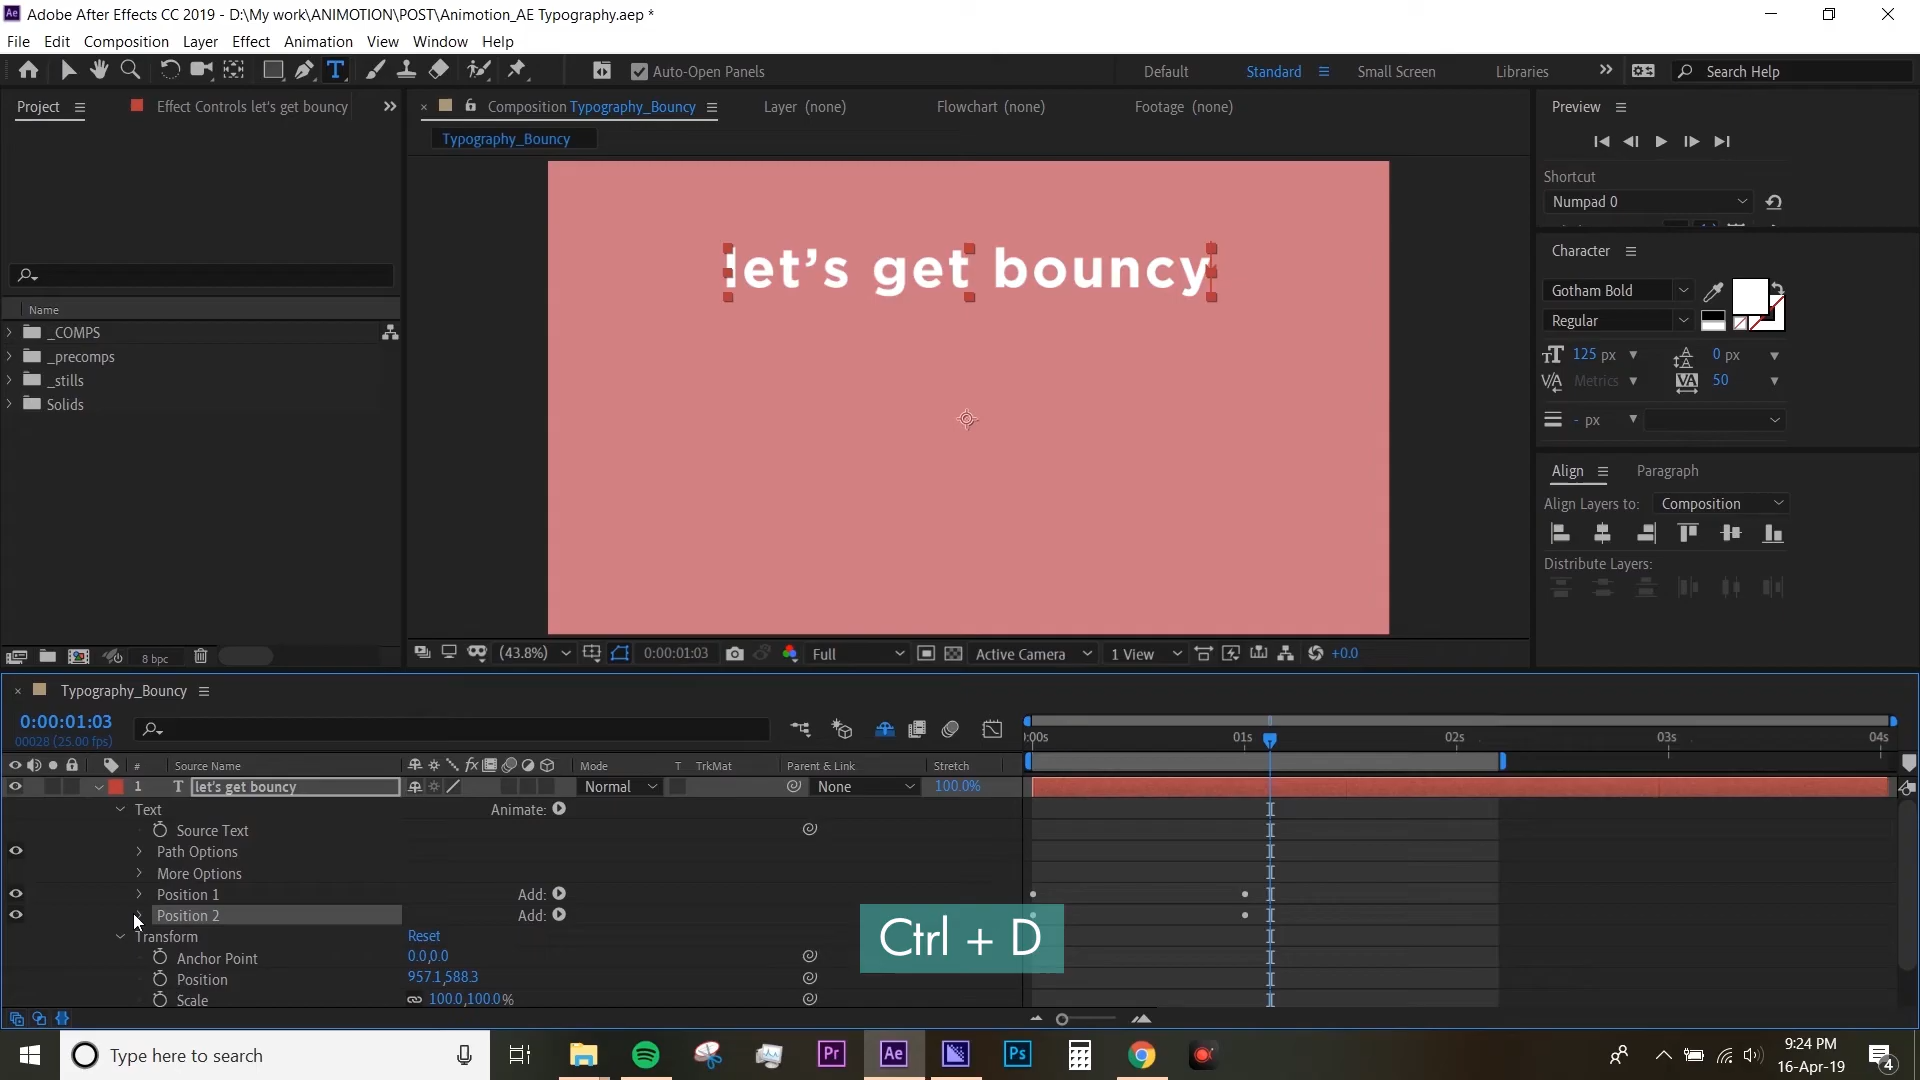 Adobe After Effects CC 2019 - D:\My work\ANIMOTION\POST\Animotion_AE Typography.aep *
File Edit Composition Layer Effect Animation View Window Help
Auto-Open Panels Default Standard Small Screen Libraries Search Help
Project Effect Controls let's get bouncy Composition Typography_Bouncy Layer (none) Flowchart (none) Footage (none)
Typography_Bouncy
Preview
Shortcut
Numpad 0
Character
Gotham Bold
Regular
125 px 0 px
Metrics 50
- px
Align Paragraph
Align Layers to: Composition
Distribute Layers:
let's get bouncy
Name
_COMPS
_precomps
_stills
Solids
8 bpc
(43.8%) 0:00:01:03 Full Active Camera 1 View +0.0
Typography_Bouncy
0:00:01:03
00028 (25.00 fps)
:00s 01s 02s 03s 04s
# Source Name Mode T TrkMat Parent & Link Stretch
1 T let's get bouncy Normal None 100.0%
Text Animate:
Source Text
Path Options
More Options
Position 1 Add:
Position 2 Add:
Transform Reset
Anchor Point 0.0,0.0
Position 957.1,588.3
Scale 100.0,100.0%
Ctrl + D
Type here to search
Pr Ae Ps
9:24 PM
16-Apr-19
4